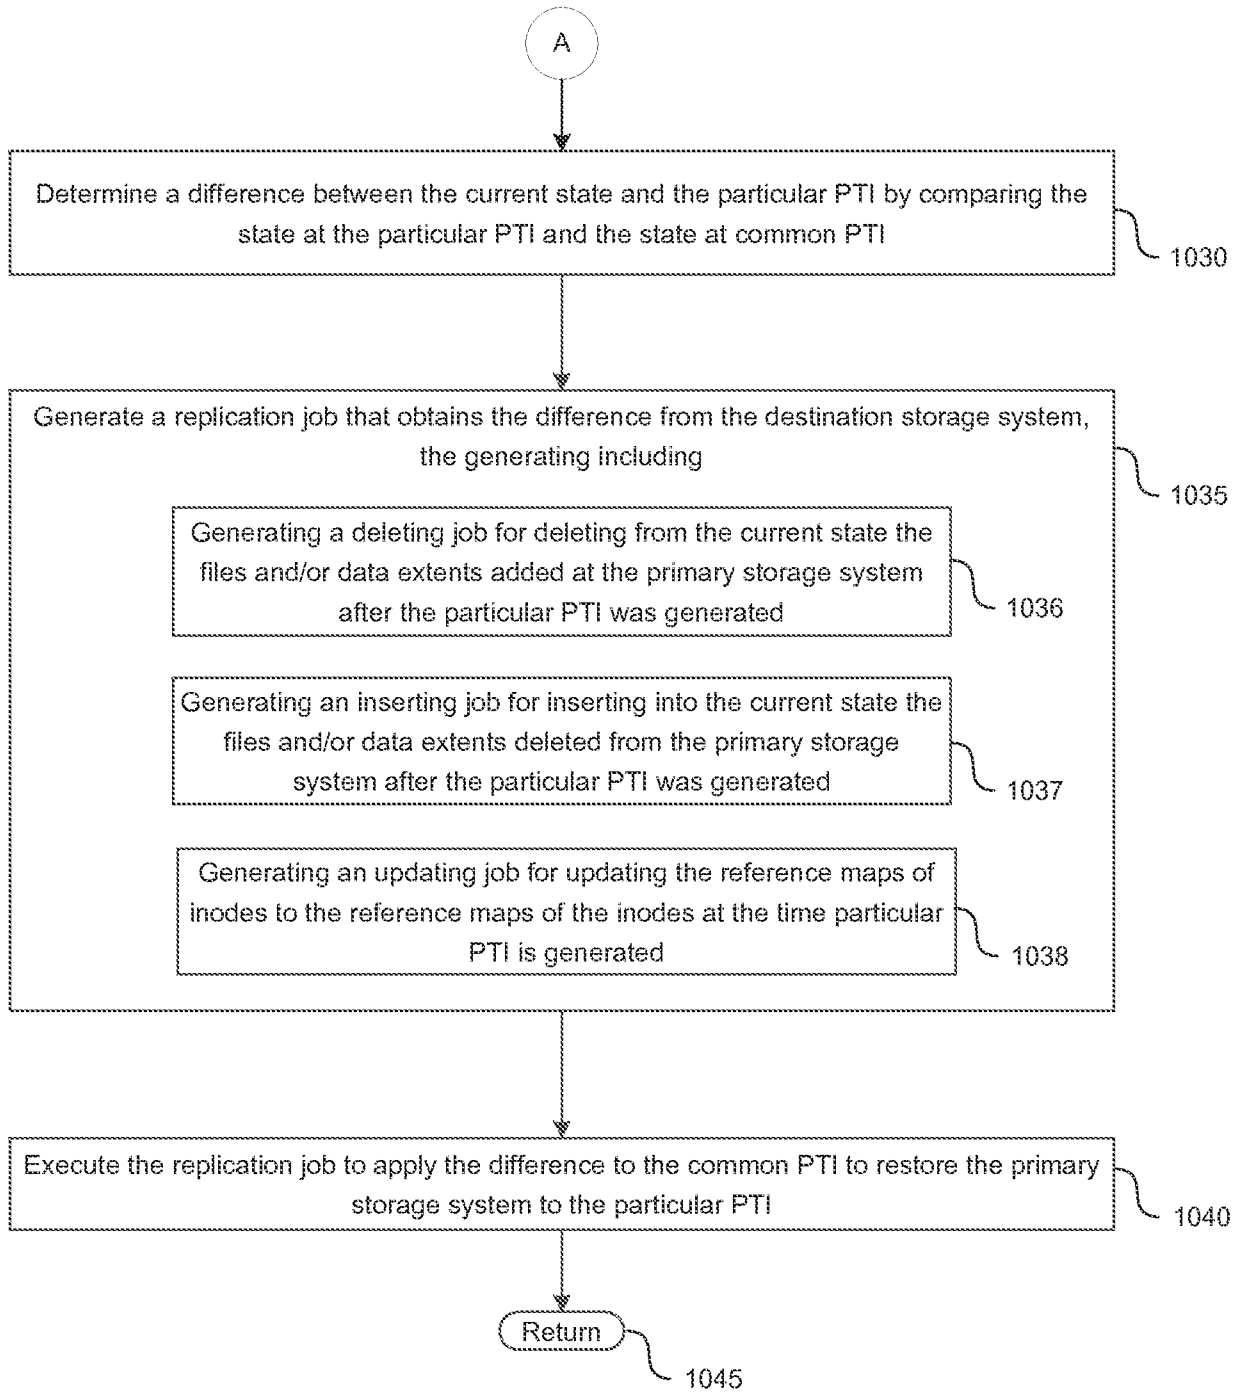 A
Determine a difference between the current state and the particular PTI by comparing the
state at the particular PTI and the state at common PTI
1030
Generate a replication job that obtains the difference from the destination storage system,
the generating including
1035
Generating a deleting job for deleting from the current state the
files and/or data extents added at the primary storage system
after the particular PTI was generated
1036
Generating an inserting job for inserting into the current state the
files and/or data extents deleted from the primary storage
system after the particular PTI was generated
1037
Generating an updating job for updating the reference maps of
inodes to the reference maps of the inodes at the time particular
PTI is generated
1038
Execute the replication job to apply the difference to the common PTI to restore the primary
storage system to the particular PTI
1040
Return
1045